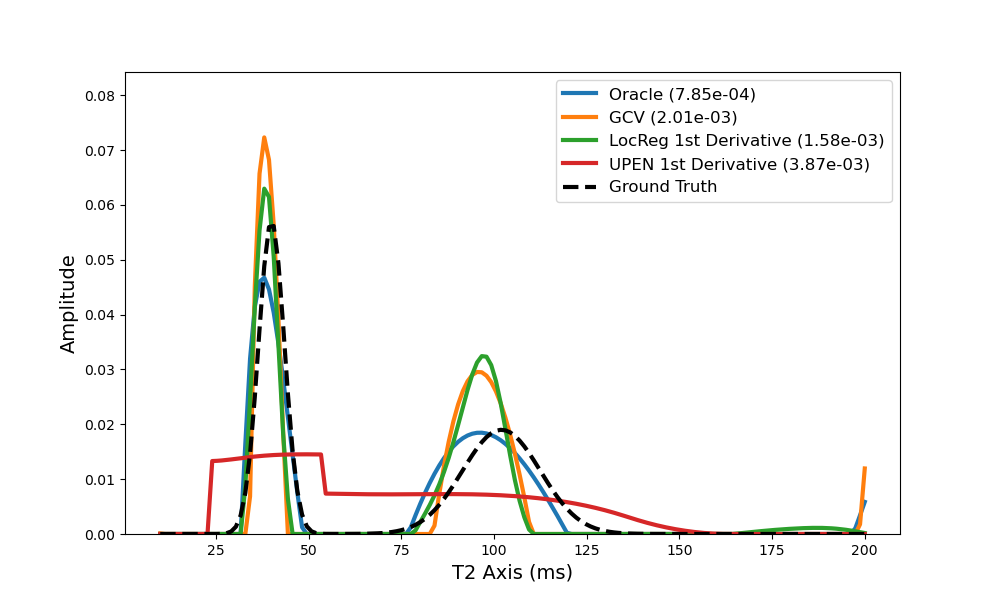 Oracle (7.85e-04)
GCV (2.01e-03)
LocReg 1st Derivative (1.58e-03)
UPEN 1st Derivative (3.87e-03)
Ground Truth
Amplitude
0.08
0.07
0.06
0.05
0.04
0.03
0.02
0.01
0.00
25 50 75 100 125 150 175 200
T2 Axis (ms)